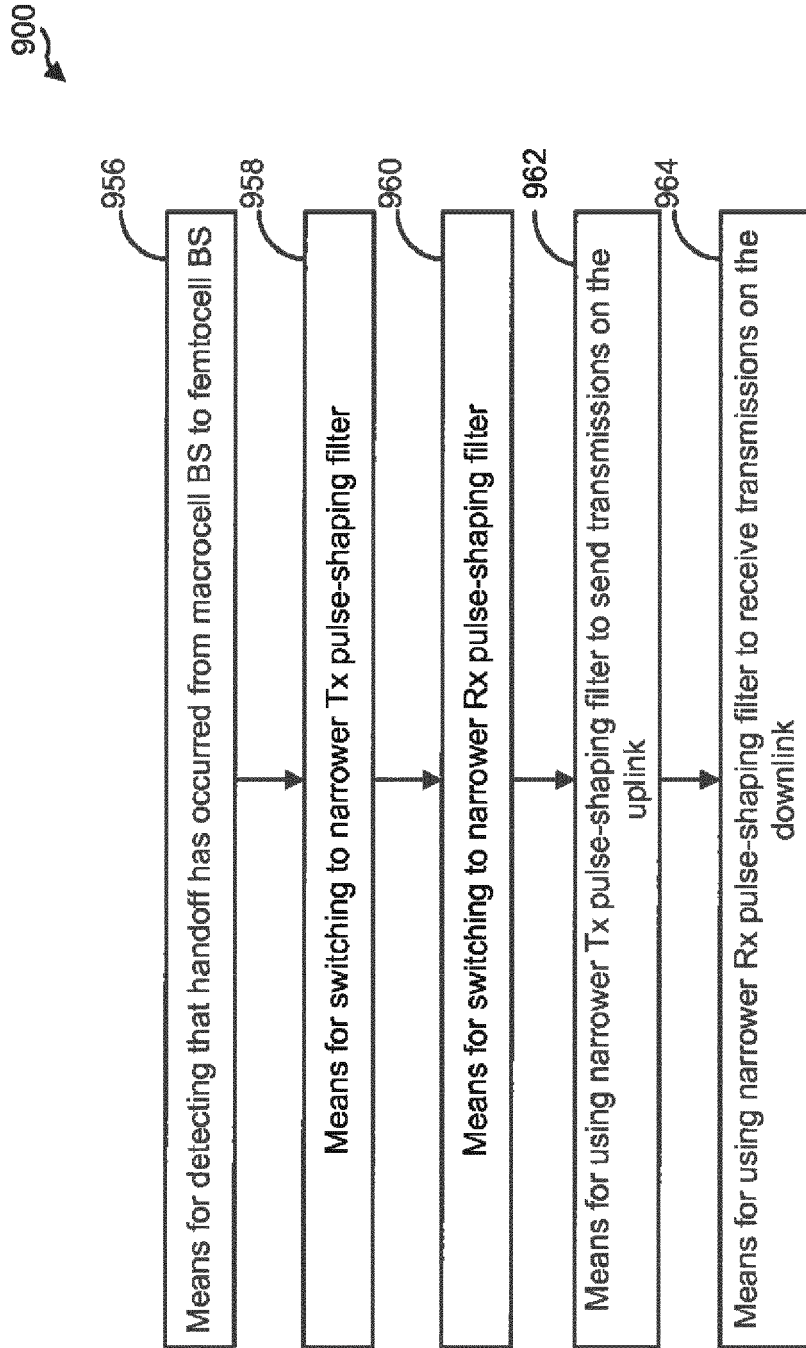 900
956
Means for detecting that handoff has occurred from macrocell BS to femtocell BS
958
Means for switching to narrower Tx pulse-shaping filter
960
Means for switching to narrower Rx pulse-shaping filter
962
Means for using narrower Tx pulse-shaping filter to send transmissions on the
uplink
964
Means for using narrower Rx pulse-shaping filter to receive transmissions on the
downlink